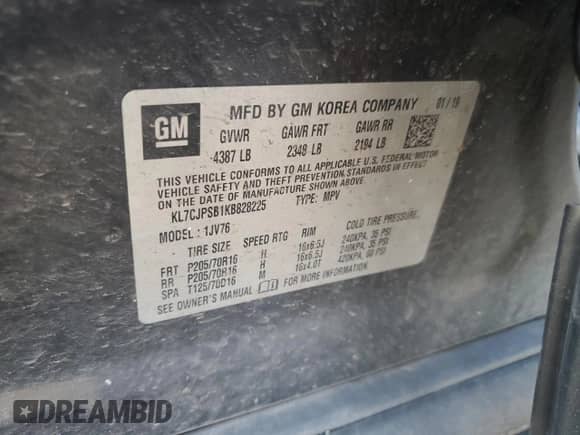 GM
MFD BY GM KOREA COMPANY 01/19
GVWR GAWR FRT GAWR RR
4387 LB 2349 LB 2194 LB
THIS VEHICLE CONFORMS TO ALL APPLICABLE U.S. FEDERAL MOTOR
VEHICLE SAFETY AND THEFT PREVENTION STANDARDS IN EFFECT
ON THE DATE OF MANUFACTURE SHOWN ABOVE.
KL7CJPSB1KB828225 TYPE: MPV
MODEL: 1JV76
TIRE SIZE SPEED RTG RIM COLD TIRE PRESSURE
FRT P205/70R16 H 16x6.5J 240KPA, 35 PSI
RR P205/70R16 H 16x6.5J 240KPA, 35 PSI
SPA T125/70D16 M 16x4.0T 420KPA, 60 PSI
SEE OWNER'S MANUAL FOR MORE INFORMATION
DREAMBID